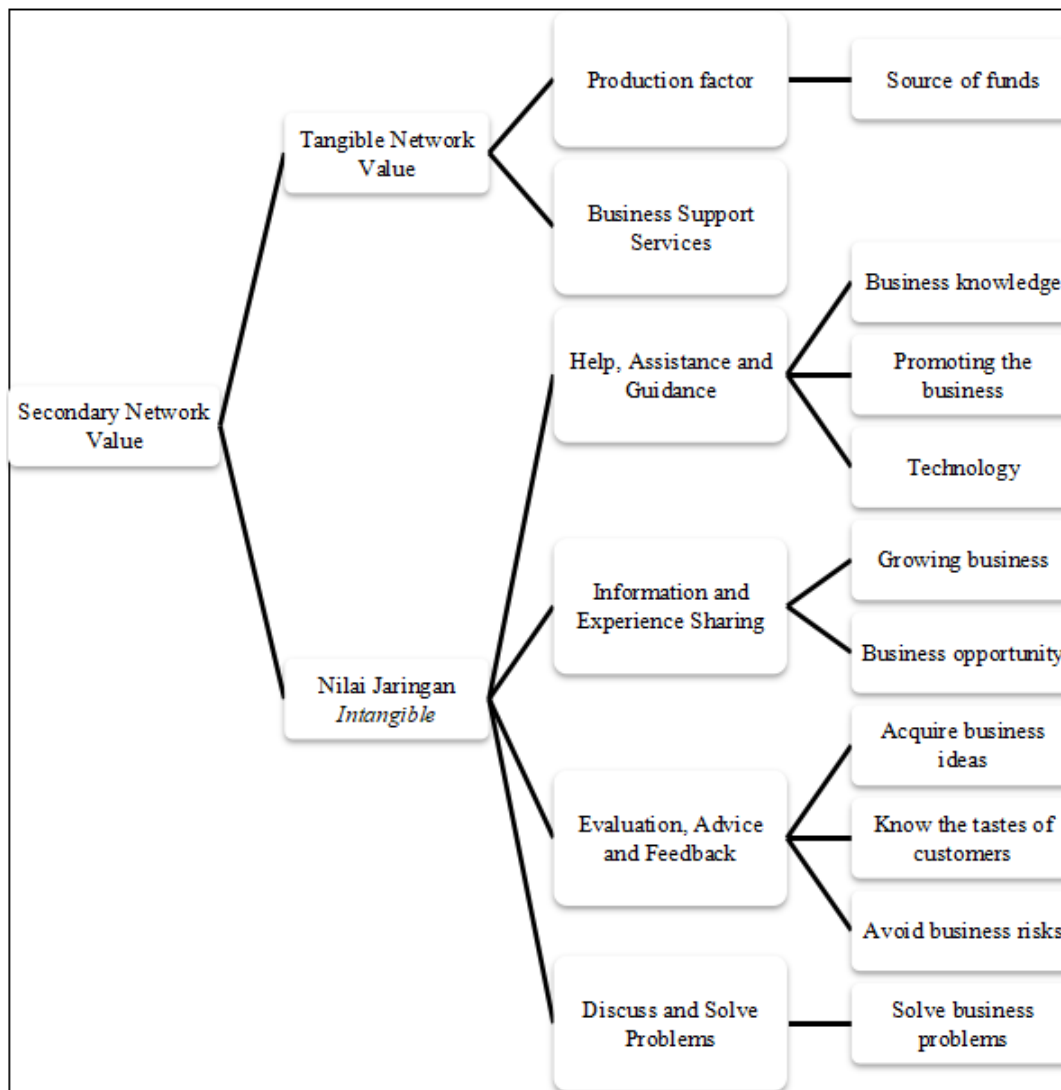 Production factor
Source of funds
Tangible Network
Value
Business Support
Services
Business knowledge
Help, Assistance and
Guidance
Promoting the
business
Secondary Network
Value
Technology
Growing business
Information and
Experience Sharing
Business opportunity
Nilai Jaringan
Intangible
Acquire business
ideas
Evaluation, Advice
and Feedback
Know the tastes of
customers
Avoid business risks
Discuss and Solve
Problems
Solve business
problems